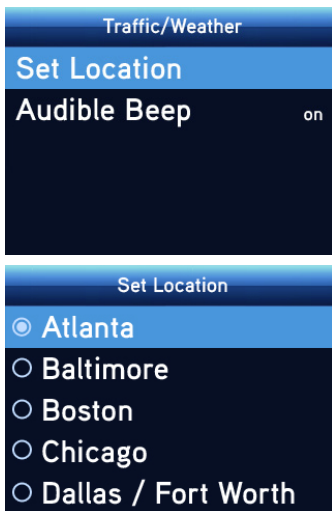 Traffic/Weather
Set Location
Audible Beep on
Set Location
Atlanta
Baltimore
Boston
Chicago
Dallas / Fort Worth